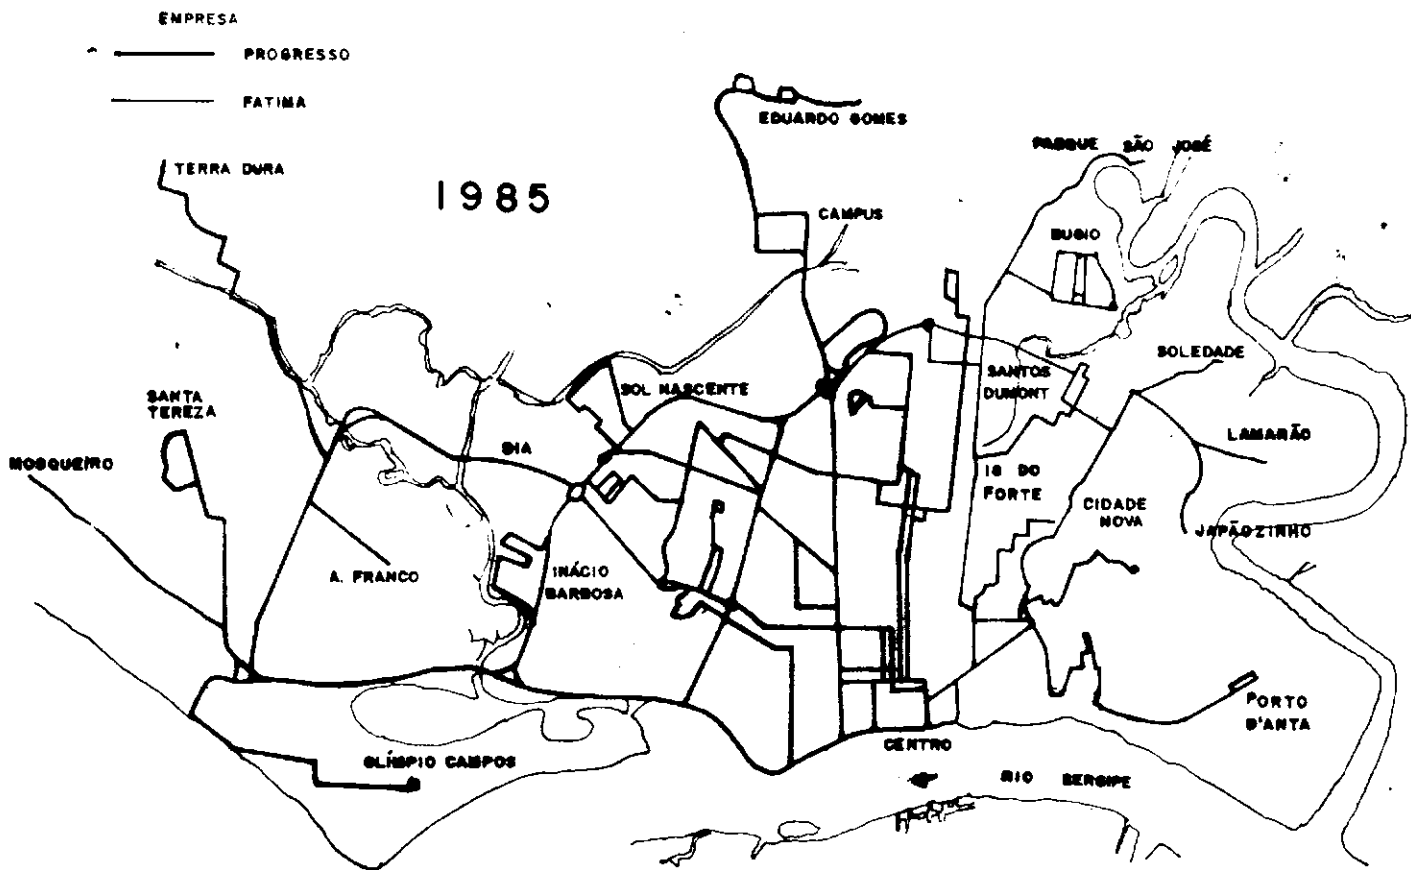 EMPRESA
PROGRESSO
FATIMA
1985
TERRA DURA
EDUARDO GOMES
PARQUE SÃO JOSÉ
CAMPUS
BUGIO
SOLEDADE
SANTOS
DUMONT
SOL NASCENTE
SANTA
TEREZA
LAMARÃO
DIA
MOSQUEIRO
18 DO
FORTE
CIDADE
NOVA
JAPÃOZINHO
A. FRANCO
INÁCIO
BARBOSA
PORTO
D'ANTA
CENTRO
OLÍMPIO CAMPOS
RIO SERGIPE